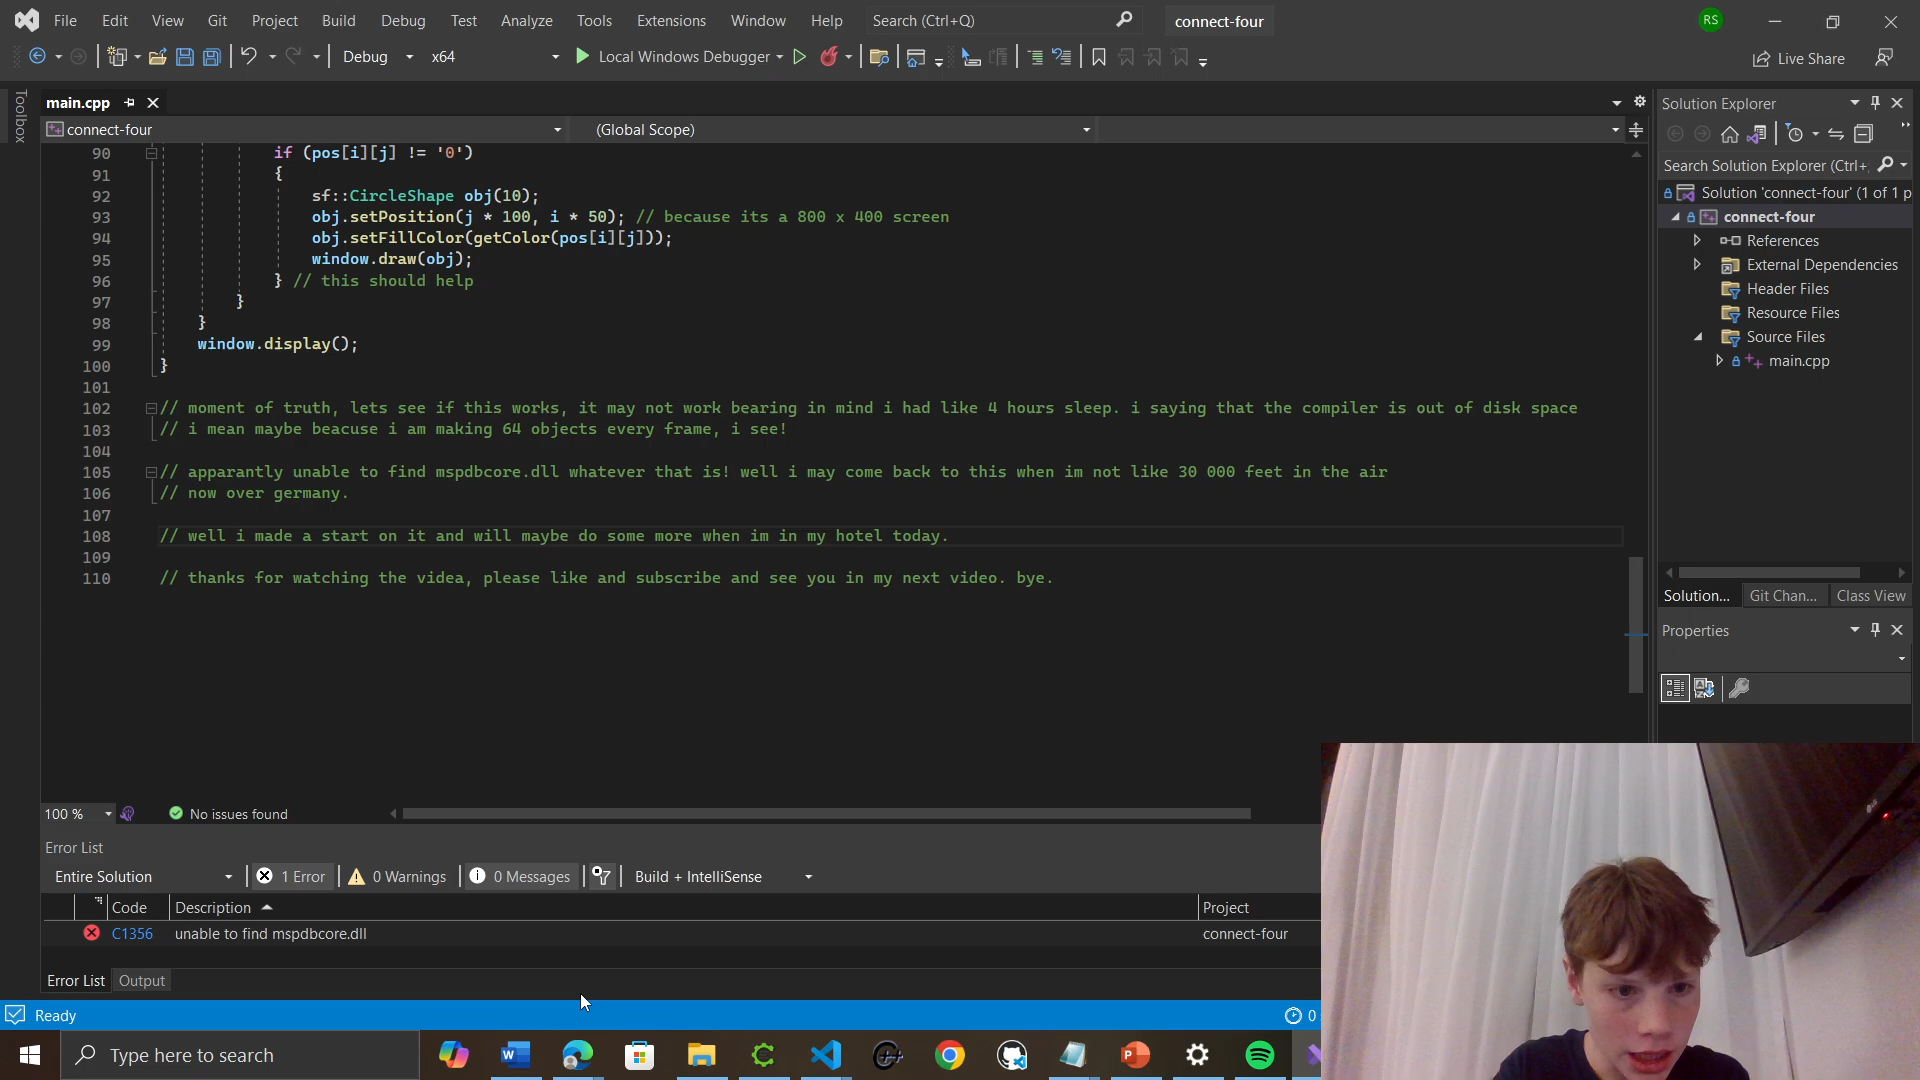 File Edit View Git Project Build Debug Test Analyze Tools Extensions Window Help Search (Ctrl+Q) connect-four RS
Debug x64 Local Windows Debugger Live Share
Toolbox
main.cpp
connect-four (Global Scope)
90 if (pos[i][j] != '0')
91 {
92 sf::CircleShape obj(10);
93 obj.setPosition(j * 100, i * 50); // because its a 800 x 400 screen
94 obj.setFillColor(getColor(pos[i][j]));
95 window.draw(obj);
96 } // this should help
97 }
98 }
99 window.display();
100 }
101
102 // moment of truth, lets see if this works, it may not work bearing in mind i had like 4 hours sleep. i saying that the compiler is out of disk space
103 // i mean maybe beacuse i am making 64 objects every frame, i see!
104
105 // apparantly unable to find mspdbcore.dll whatever that is! well i may come back to this when im not like 30 000 feet in the air
106 // now over germany.
107
108 // well i made a start on it and will maybe do some more when im in my hotel today.
109
110 // thanks for watching the videa, please like and subscribe and see you in my next video. bye.
Solution Explorer
Search Solution Explorer (Ctrl+
Solution 'connect-four' (1 of 1 p
connect-four
References
External Dependencies
Header Files
Resource Files
Source Files
main.cpp
Solution... Git Chan... Class View
Properties
100 % No issues found
Error List
Entire Solution 1 Error 0 Warnings 0 Messages Build + IntelliSense
Code Description Project
C1356 unable to find mspdbcore.dll connect-four
Error List Output
Ready 0
Type here to search